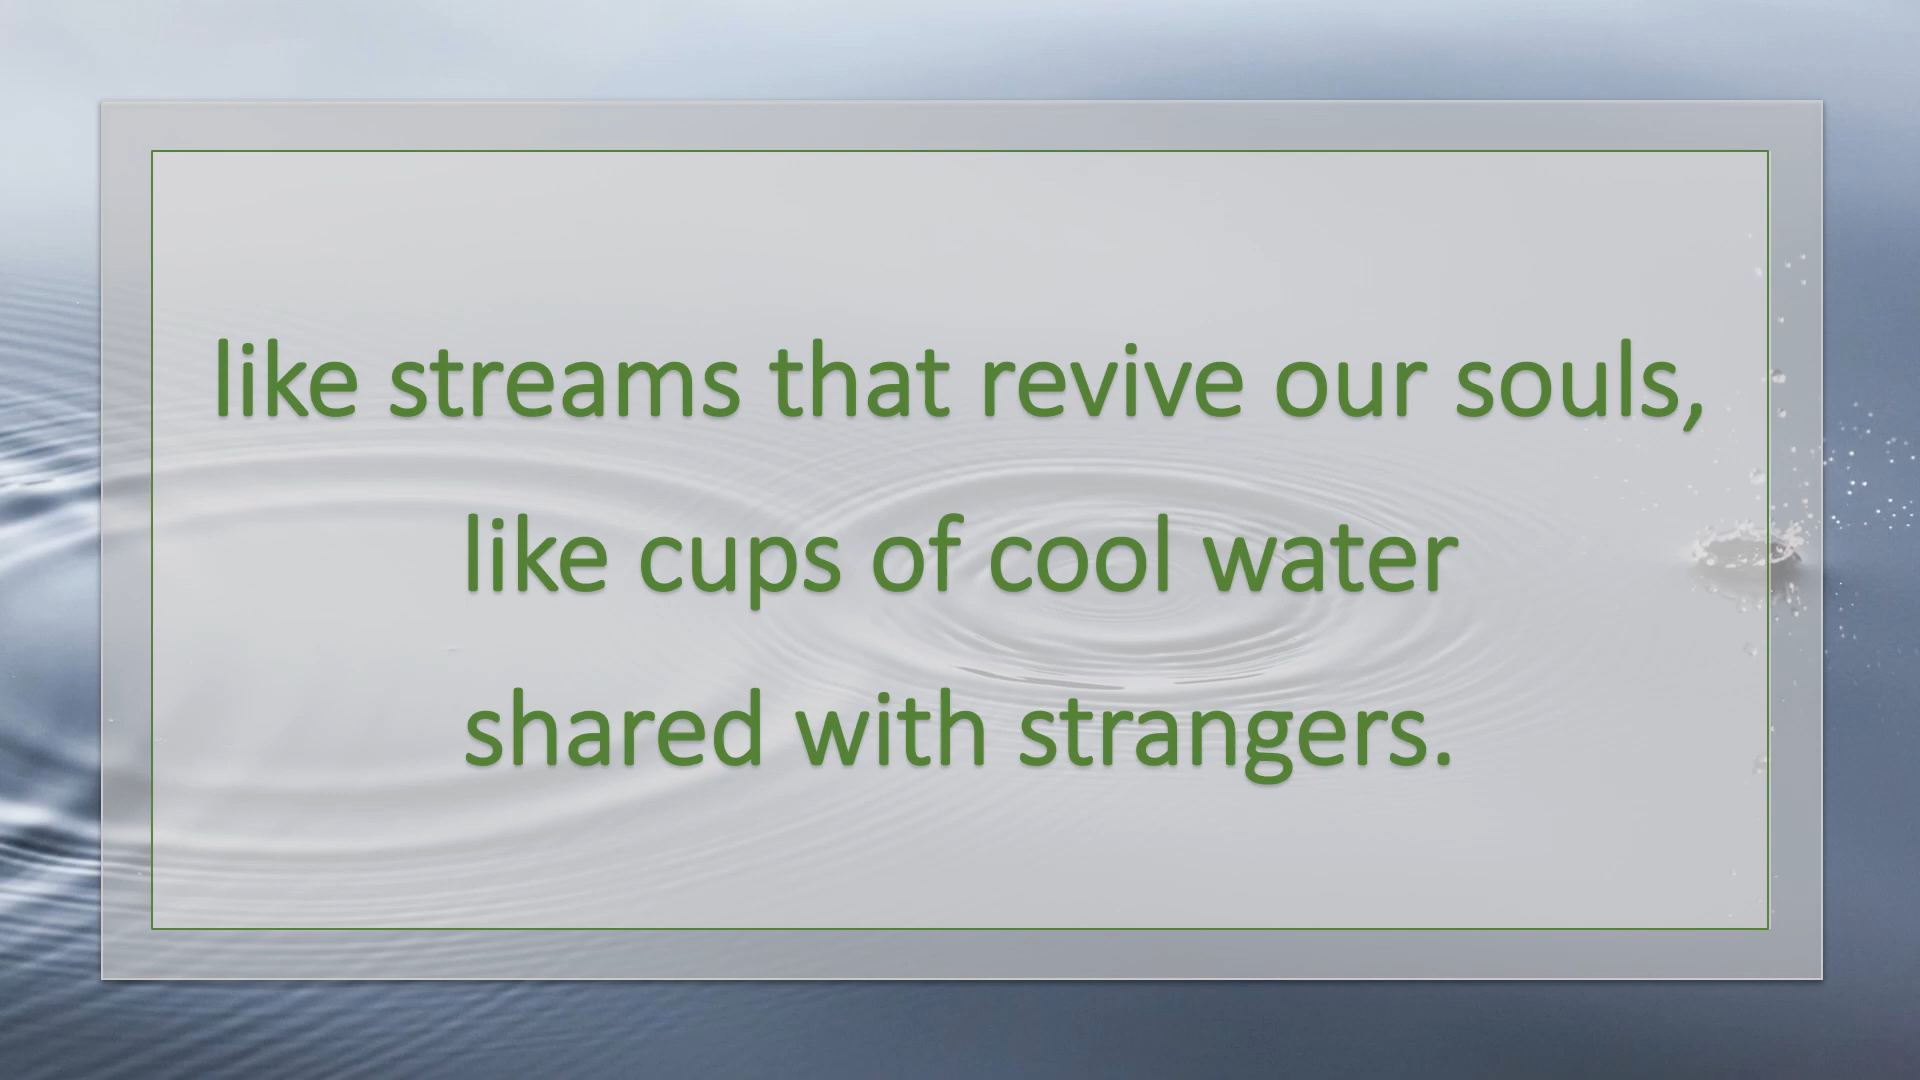 like streams that revive our souls,
like cups of cool water
shared with strangers.